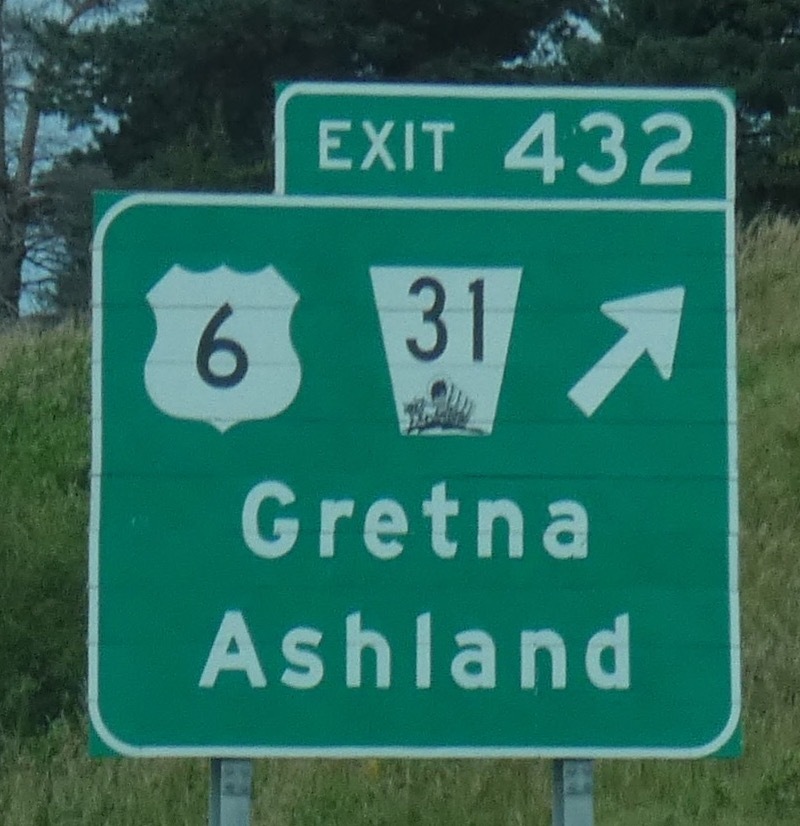 EXIT 432
6 31
Gretna
Ashland